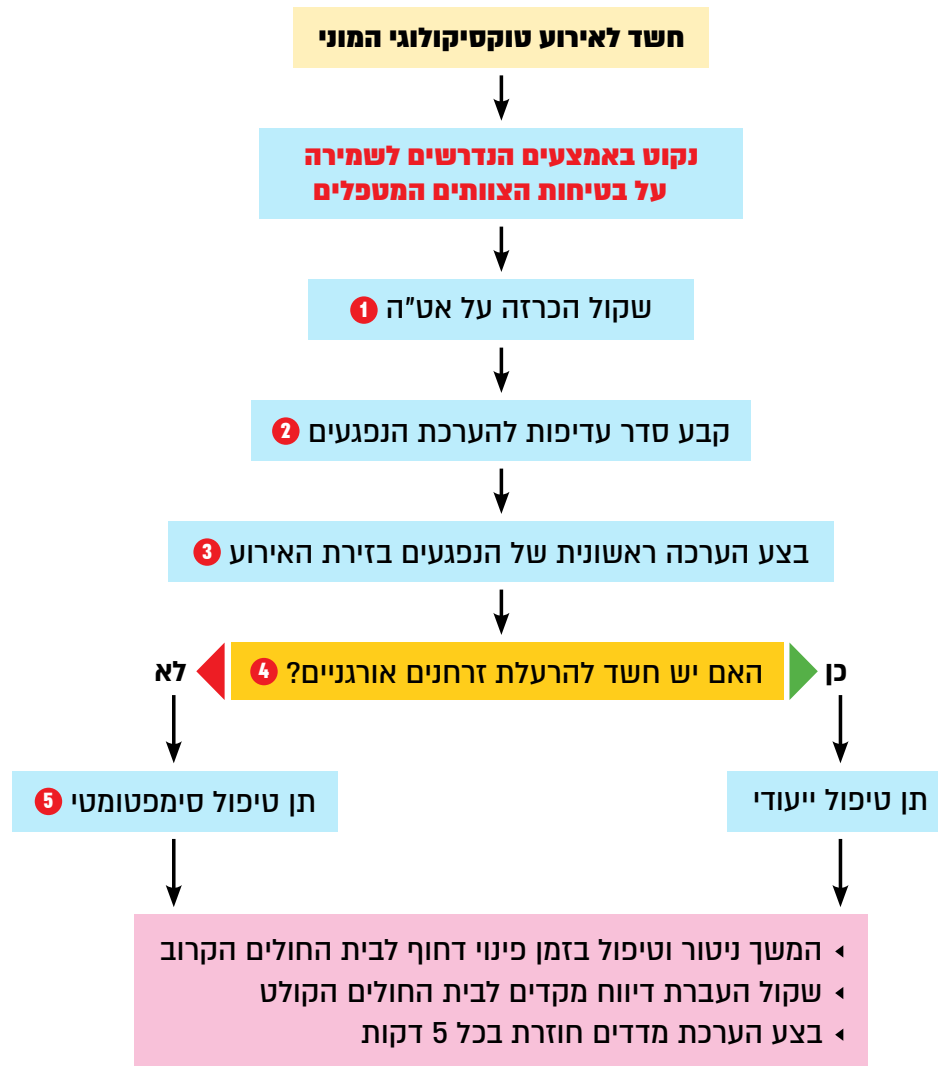 חשד לאירוע טוקסיקולוגי המוני
נקוט באמצעים הנדרשים לשמירה
על בטיחות הצוותים המטפלים
שקול הכרזה על אט"ה 1
קבע סדר עדיפות להערכת הנפגעים 2
בצע הערכה ראשונית של הנפגעים בזירת האירוע 3
כן
האם יש חשד להרעלת זרחנים אורגניים? 4
לא
תן טיפול ייעודי
תן טיפול סימפטומטי 5
המשך ניטור וטיפול בזמן פינוי דחוף לבית החולים הקרוב
שקול העברת דיווח מקדים לבית החולים הקולט
בצע הערכת מדדים חוזרת בכל 5 דקות